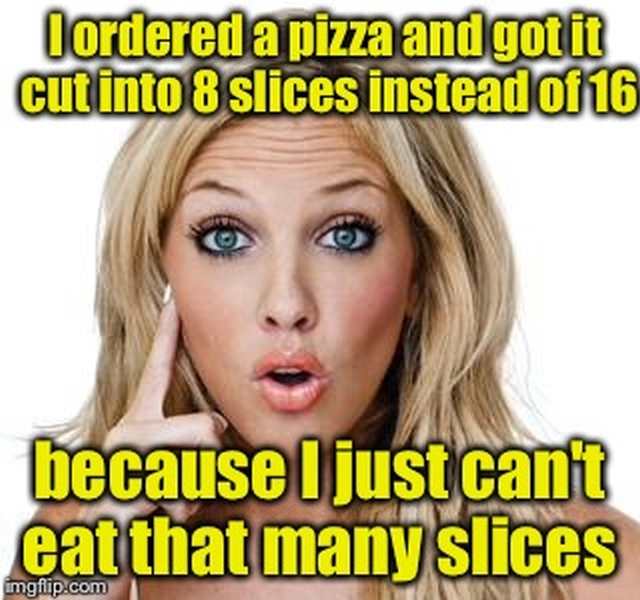 I ordered a pizza and got it
cut into 8 slices instead of 16
because I just can't
eat that many slices
imgflip.com